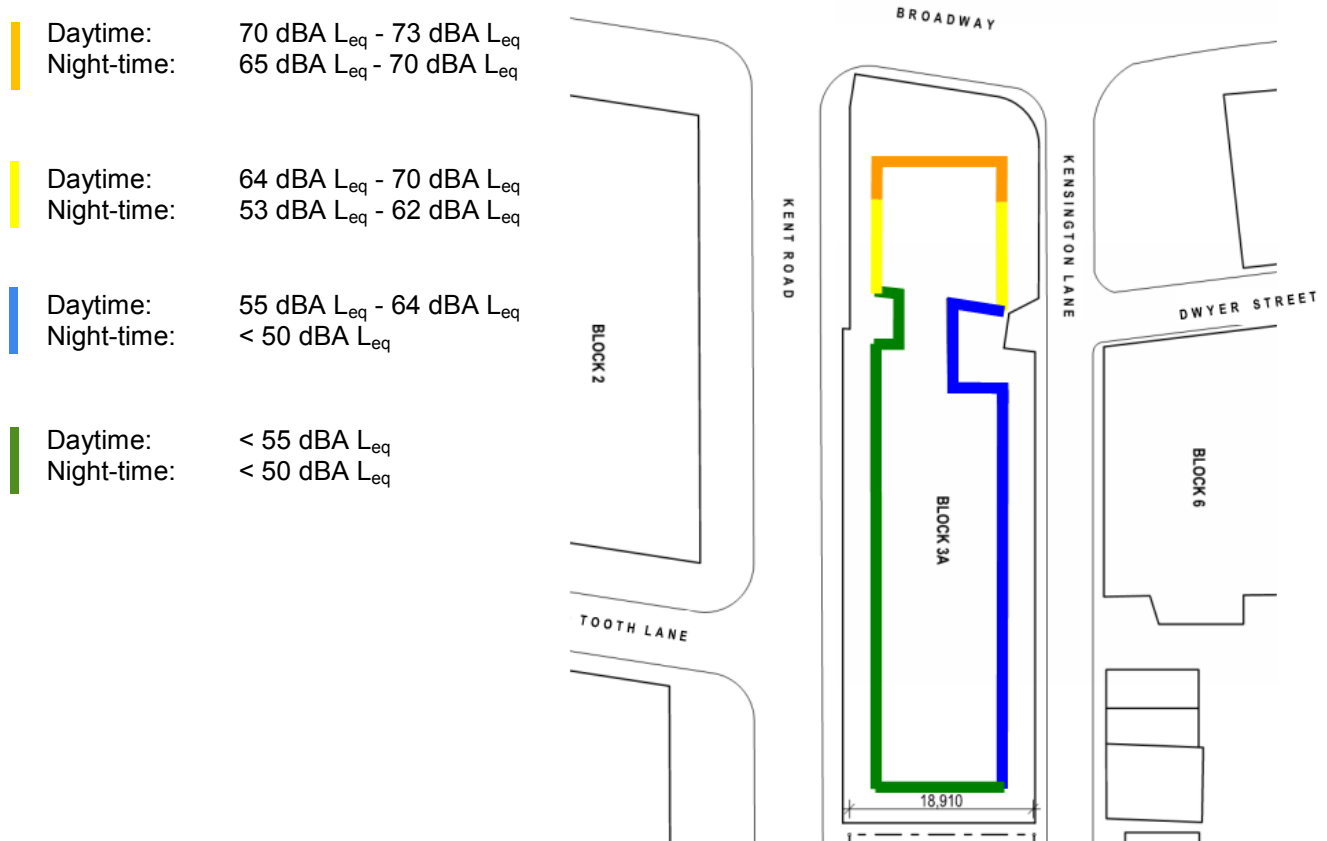 Daytime: 70 dBA Leq - 73 dBA Leq
Night-time: 65 dBA Leq - 70 dBA Leq
Daytime: 64 dBA Leq - 70 dBA Leq
Night-time: 53 dBA Leq - 62 dBA Leq
Daytime: 55 dBA Leq - 64 dBA Leq
Night-time: < 50 dBA Leq
Daytime: < 55 dBA Leq
Night-time: < 50 dBA Leq
BROADWAY
KENT ROAD
KENSINGTON LANE
DWYER STREET
BLOCK 2
BLOCK 3A
BLOCK 6
TOOTH LANE
18,910